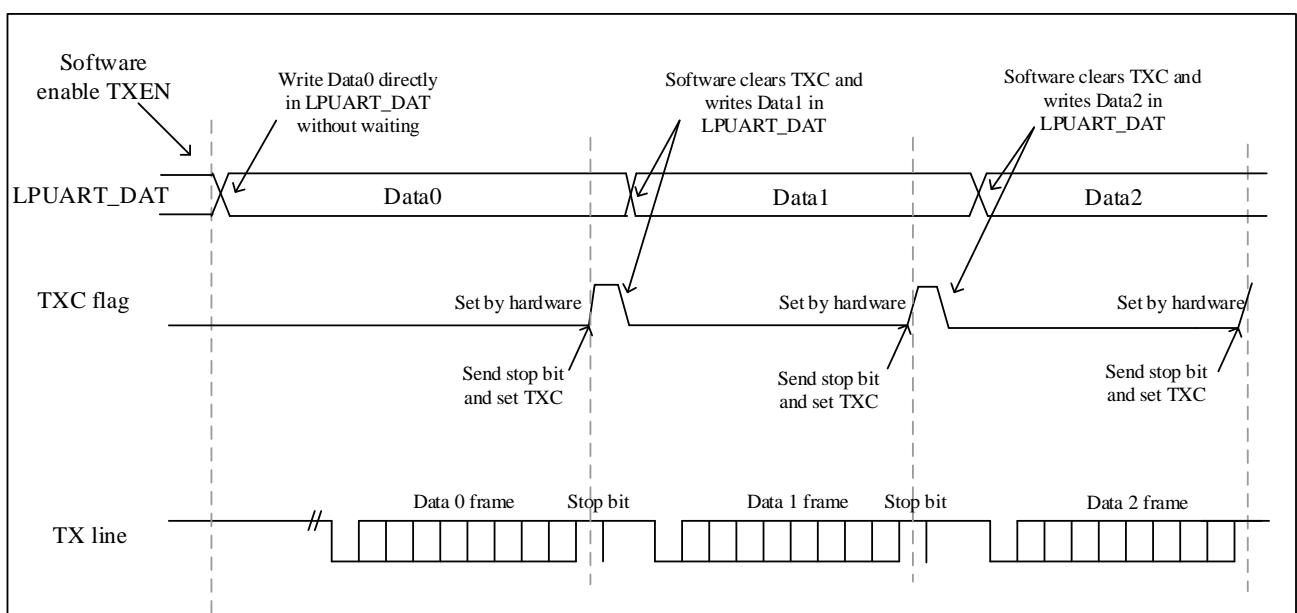 Software
enable TXEN
Write Data0 directly
in LPUART_DAT
without waiting
Software clears TXC and
writes Data1 in
LPUART_DAT
Software clears TXC and
writes Data2 in
LPUART_DAT
LPUART_DAT
Data0
Data1
Data2
TXC flag
Set by hardware
Set by hardware
Set by hardware
Send stop bit
and set TXC
Send stop bit
and set TXC
Send stop bit
and set TXC
Data 0 frame
Stop bit
Data 1 frame
Stop bit
Data 2 frame
TX line